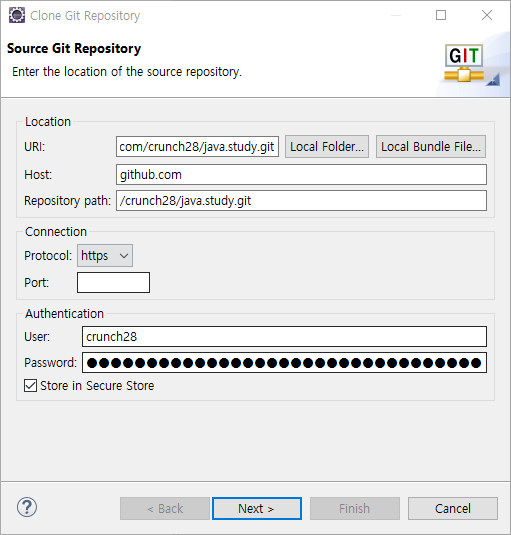 Clone Git Repository
Source Git Repository
Enter the location of the source repository.
GIT
Location
URI: com/crunch28/java.study.git Local Folder... Local Bundle File...
Host: github.com
Repository path: /crunch28/java.study.git
Connection
Protocol: https
Port:
Authentication
User: crunch28
Password: ●●●●●●●●●●●●●●●●●●●●●●●●●●●●●●●●●
Store in Secure Store
? < Back Next > Finish Cancel